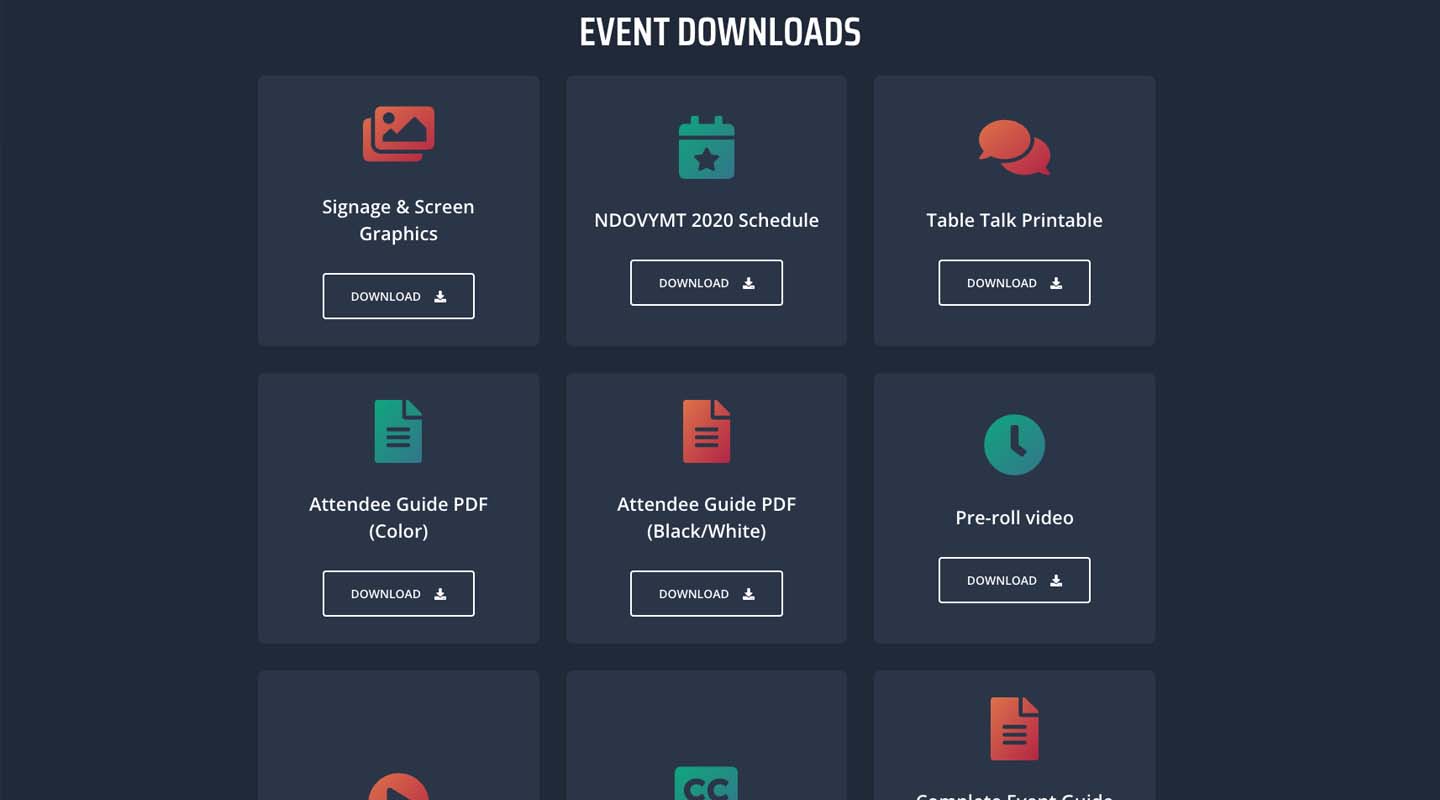 EVENT DOWNLOADS
Signage & Screen
Graphics
DOWNLOAD
NDOVYMT 2020 Schedule
DOWNLOAD
Table Talk Printable
DOWNLOAD
Attendee Guide PDF
(Color)
DOWNLOAD
Attendee Guide PDF
(Black/White)
DOWNLOAD
Pre-roll video
DOWNLOAD
CC
Complete Event Guide